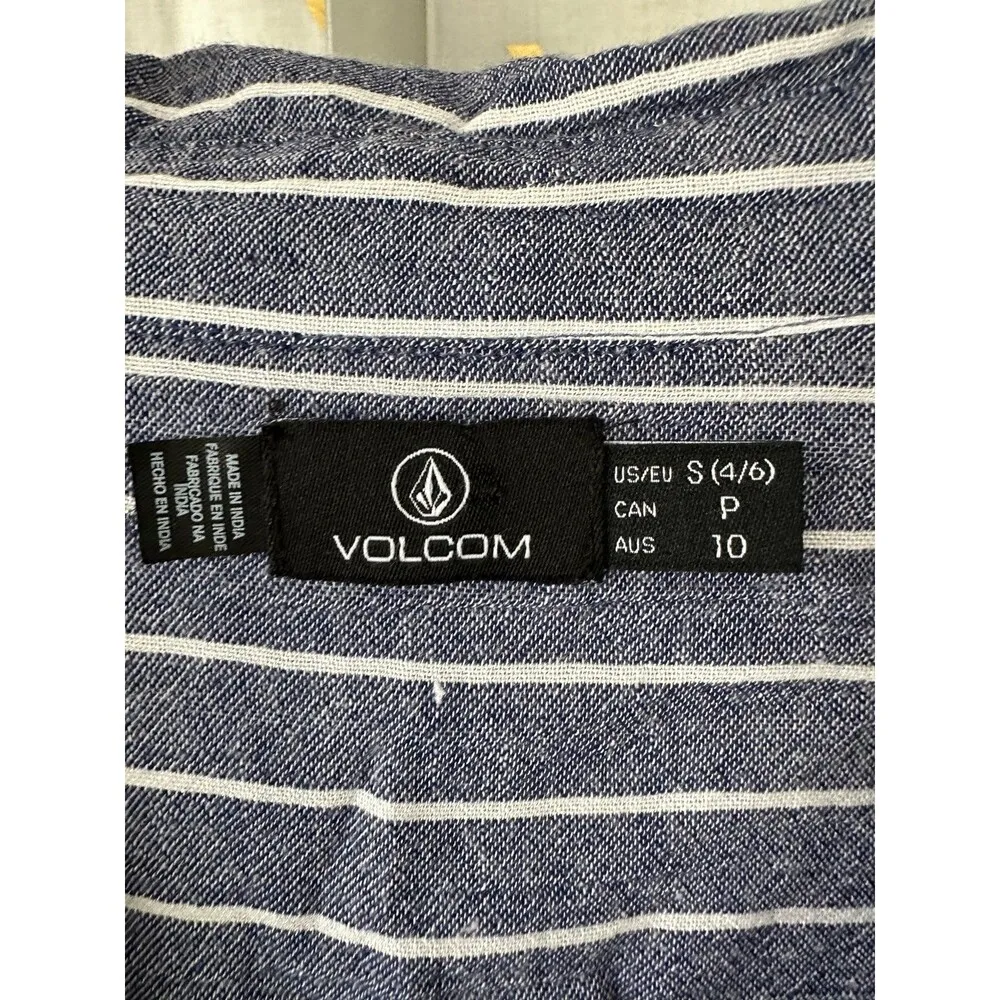 MADE IN INDIA
FABRIQUE EN INDE
FABRICADO NA
INDIA
HECHO EN INDIA
VOLCOM
US/EU S (4/6)
CAN P
AUS 10